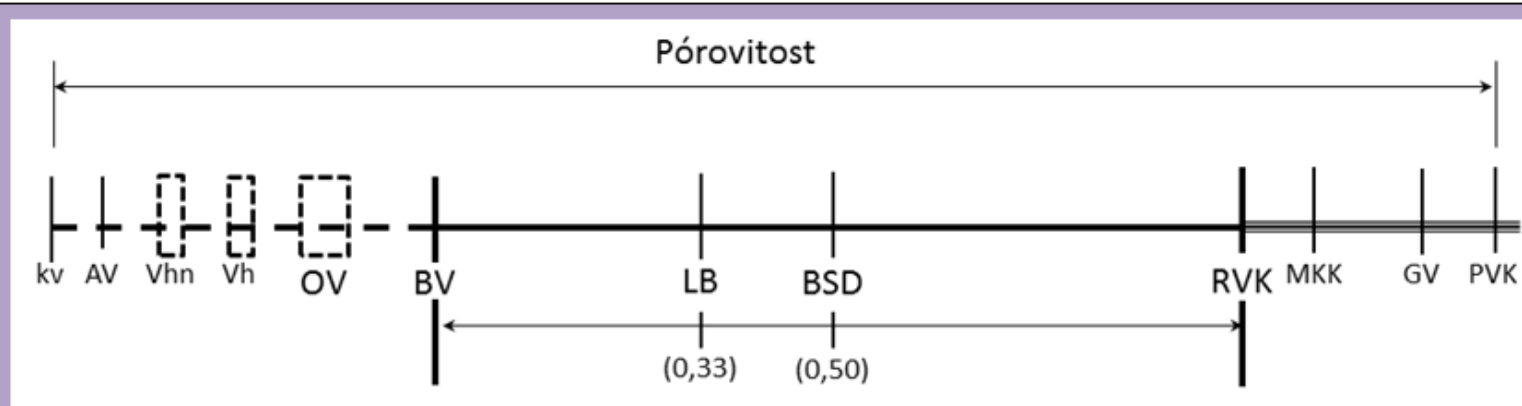 Pórovitost
kv AV Vhn Vh OV BV LB BSD RVK MKK GV PVK
(0,33) (0,50)